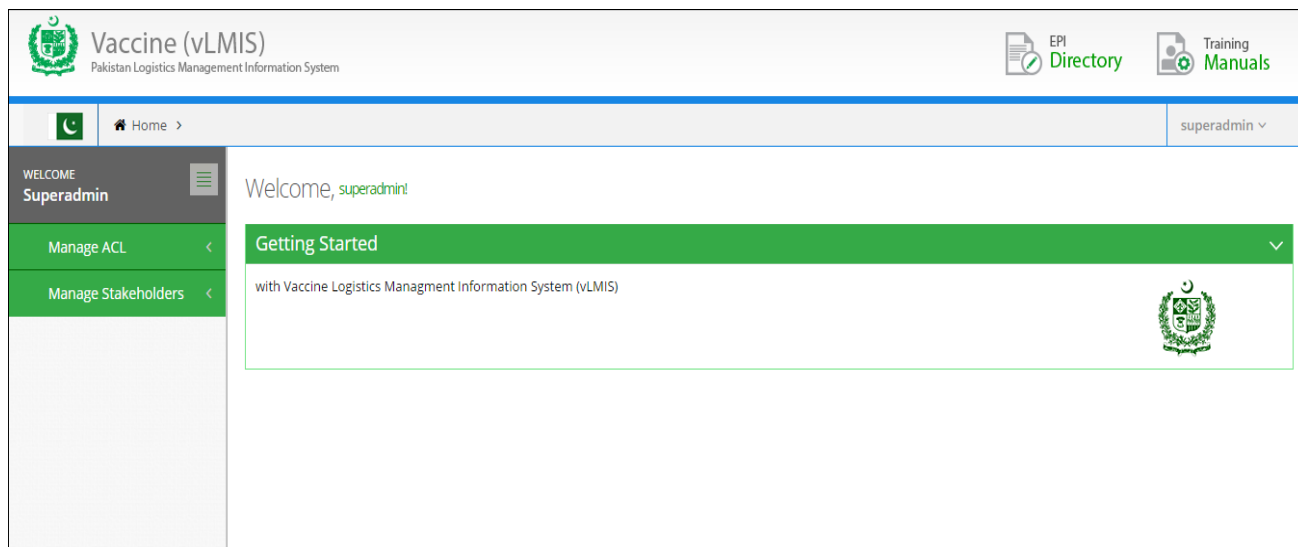 Vaccine (vLMIS)
Pakistan Logistics Management Information System
EPI
Directory
Training
Manuals
Home >
superadmin
WELCOME
Superadmin
Manage ACL
Manage Stakeholders
Welcome, superadmin!
Getting Started
with Vaccine Logistics Managment Information System (vLMIS)